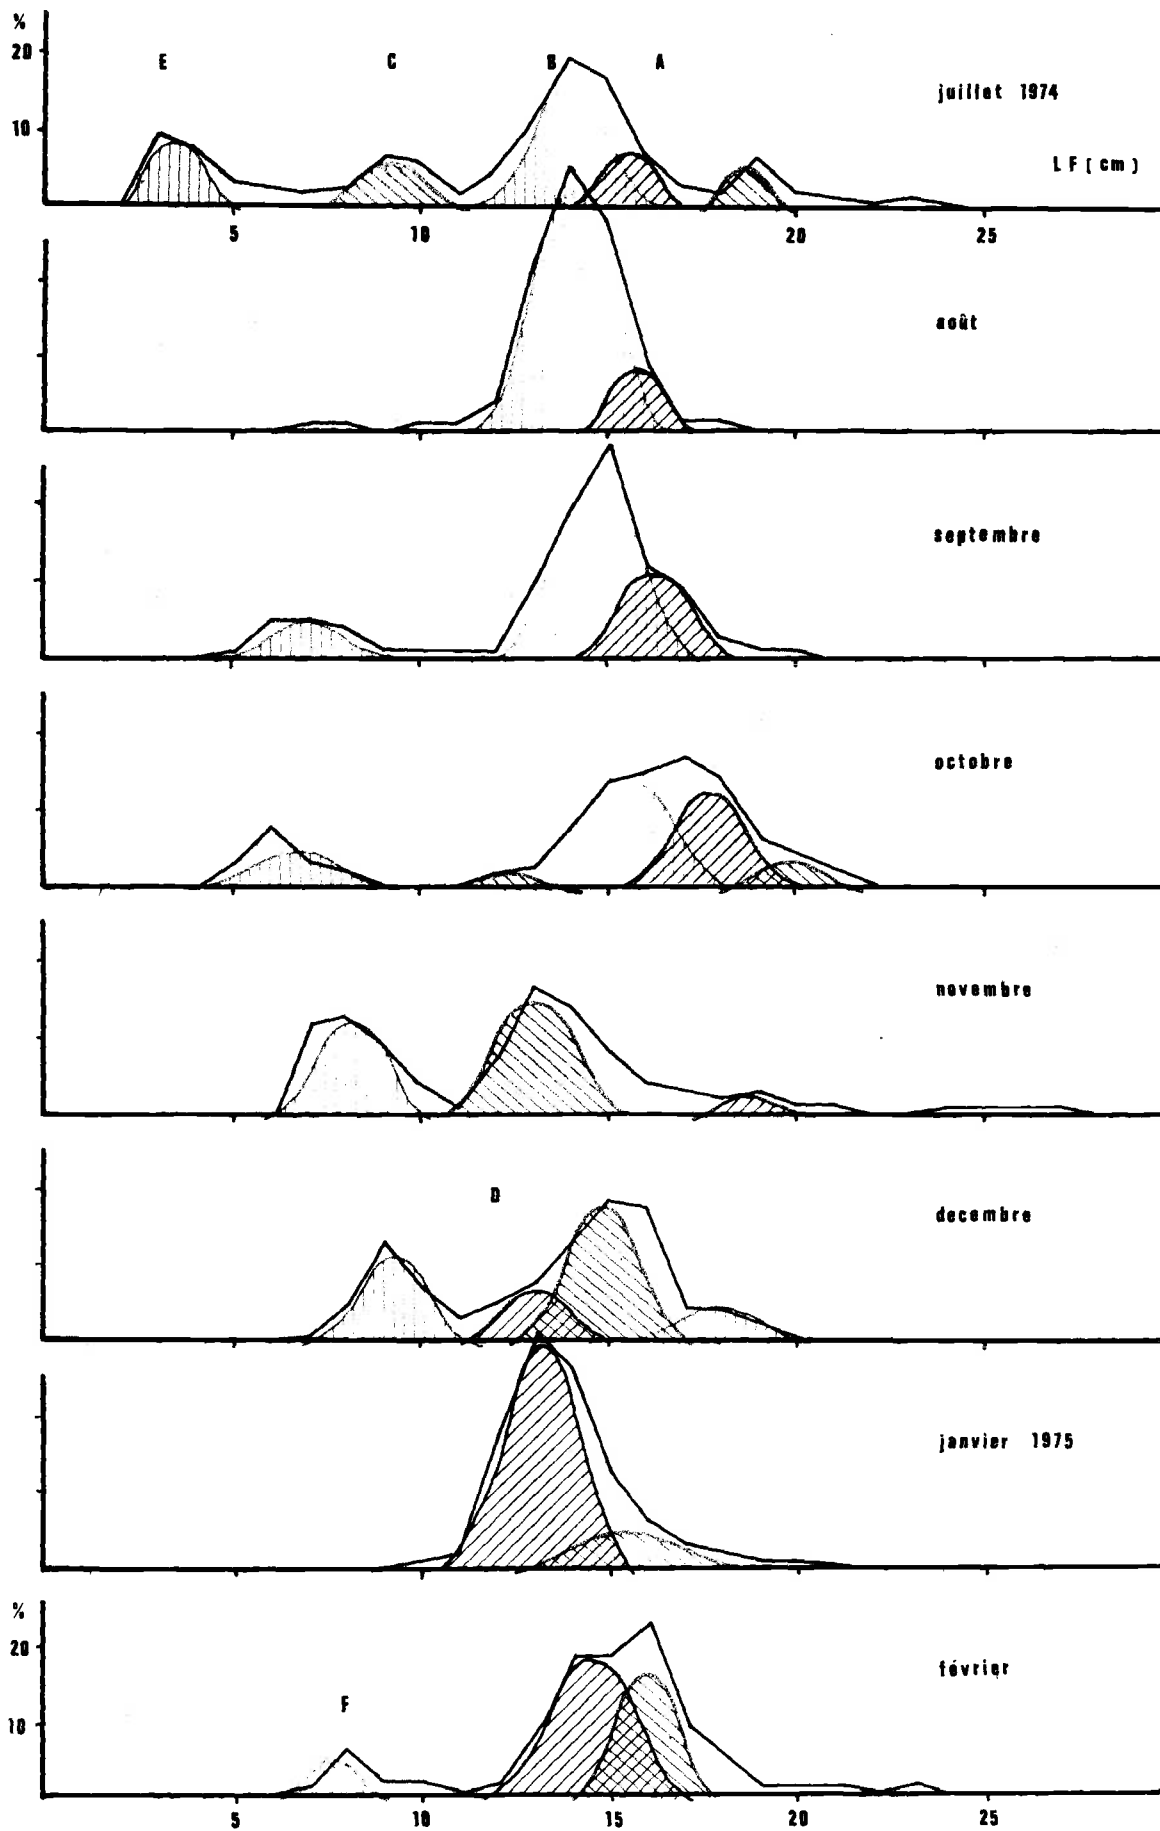 %
20
E C B A
juillet 1974
10
LF (cm)
5 10 20 25
août
septembre
octobre
novembre
D
decembre
janvier 1975
%
20
février
F
10
5 10 15 20 25